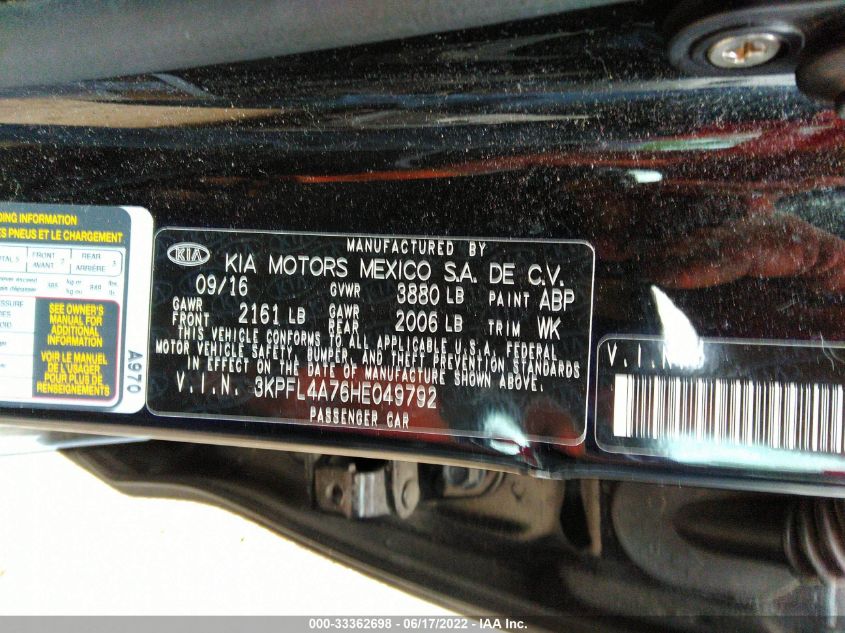 DING INFORMATION
ES PNEUS ET LE CHARGEMENT
FRONT
AVANT 2
REAR
ARRIÈRE 3
SEE OWNER'S
MANUAL FOR
ADDITIONAL
INFORMATION
VOIR LE MANUEL
DE L'USAGER
POUR PLUS DE
RENSEIGNEMENTS
A970
MANUFACTURED BY
KIA KIA MOTORS MEXICO S.A. DE C.V.
09/16 GVWR 3880 LB PAINT ABP
GAWR FRONT 2161 LB GAWR REAR 2006 LB TRIM WK
THIS VEHICLE CONFORMS TO ALL APPLICABLE U.S.A. FEDERAL
MOTOR VEHICLE SAFETY, BUMPER, AND THEFT PREVENTION STANDARDS
IN EFFECT ON THE DATE OF MANUFACTURE SHOWN ABOVE.
V.I.N. 3KPFL4A76HE049792
PASSENGER CAR
V.I.N
000-33362698 - 06/17/2022 - IAA Inc.